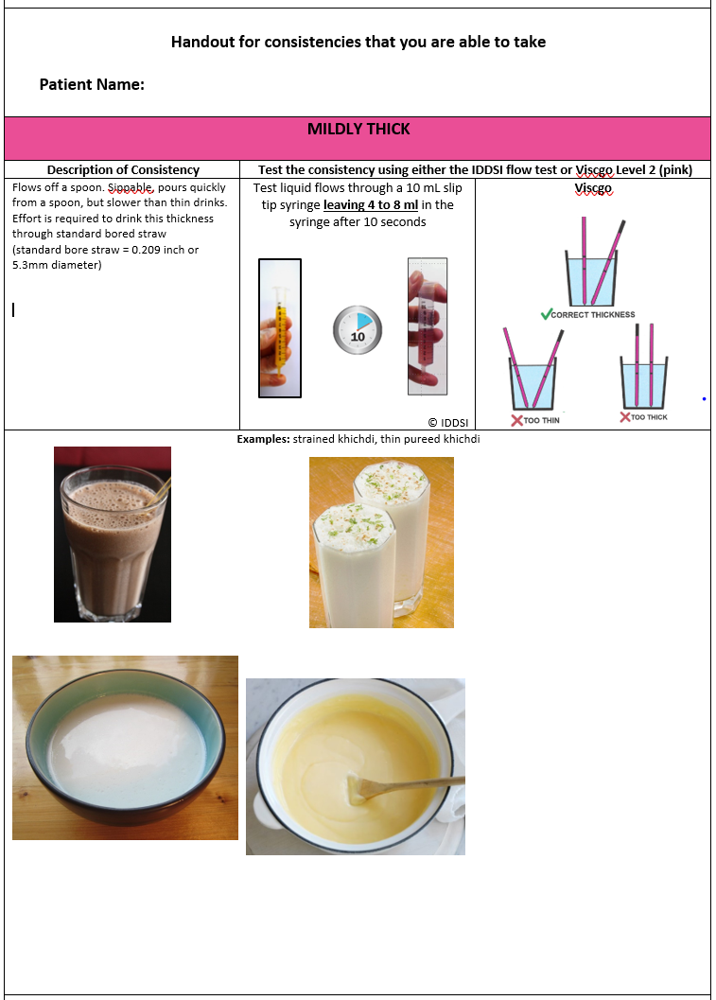 Handout for consistencies that you are able to take
Patient Name:
MILDLY THICK
Description of Consistency
Test the consistency using either the IDDSI flow test or Viscgo Level 2 (pink)
Flows off a spoon. Sippable, pours quickly
from a spoon, but slower than thin drinks.
Effort is required to drink this thickness
through standard bored straw
(standard bore straw = 0.209 inch or
5.3mm diameter)
Test liquid flows through a 10 mL slip
tip syringe leaving 4 to 8 ml in the
syringe after 10 seconds
10
© IDDSI
Viscgo
CORRECT THICKNESS
TOO THIN
TOO THICK
Examples: strained khichdi, thin pureed khichdi